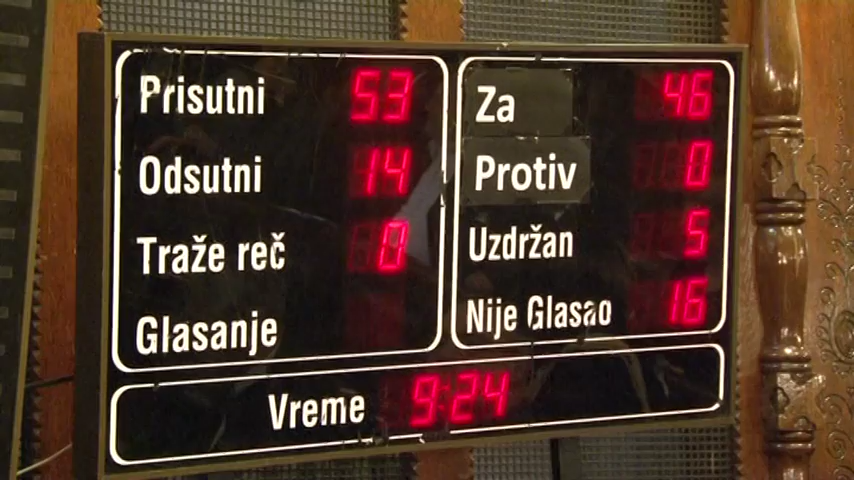 Prisutni 53
Odsutni 14
Traže reč 0
Glasanje
Za 46
Protiv 0
Uzdržan 5
Nije Glasao 16
Vreme 9:24